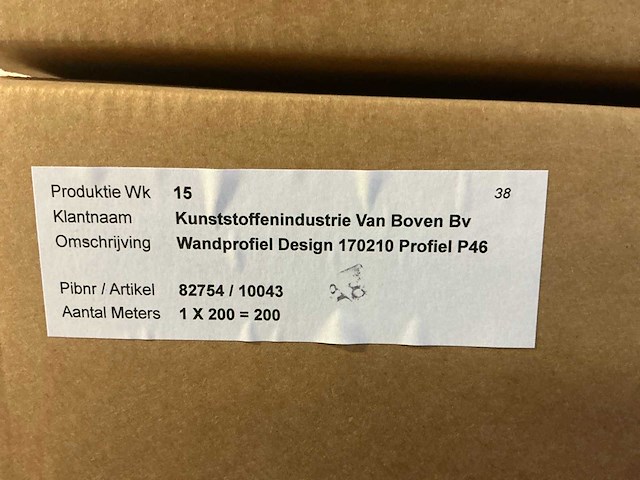 Produktie Wk 15 38
Klantnaam Kunststoffenindustrie Van Boven Bv
Omschrijving Wandprofiel Design 170210 Profiel P46
Pibnr / Artikel 82754 / 10043
Aantal Meters 1 X 200 = 200